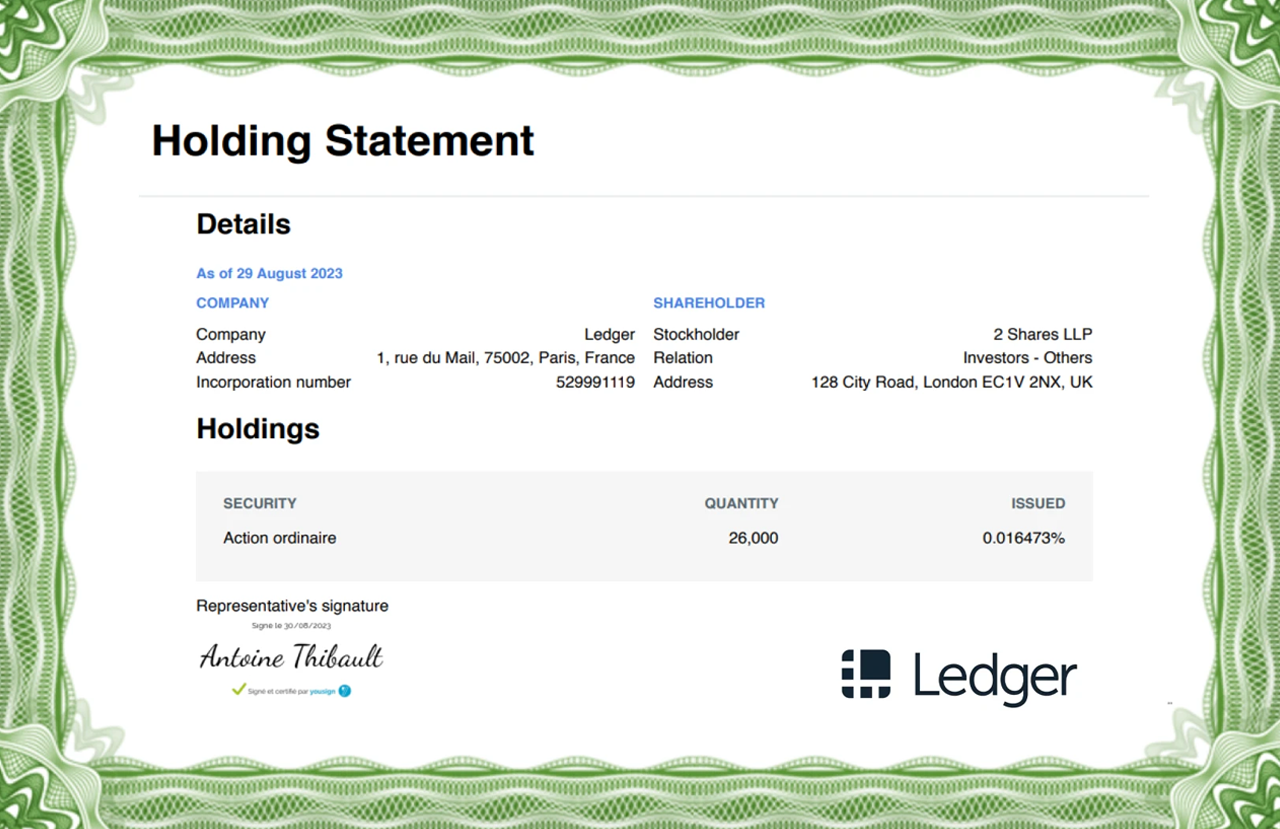 Holding Statement
Details
As of 29 August 2023
COMPANY
Company Ledger
Address 1, rue du Mail, 75002, Paris, France
Incorporation number 529991119
SHAREHOLDER
Stockholder 2 Shares LLP
Relation Investors - Others
Address 128 City Road, London EC1V 2NX, UK
Holdings
SECURITY QUANTITY ISSUED
Action ordinaire 26,000 0.016473%
Representative's signature
Signe le 30/08/2023
Antoine Thibault
Signé et certifié par yousign
Ledger